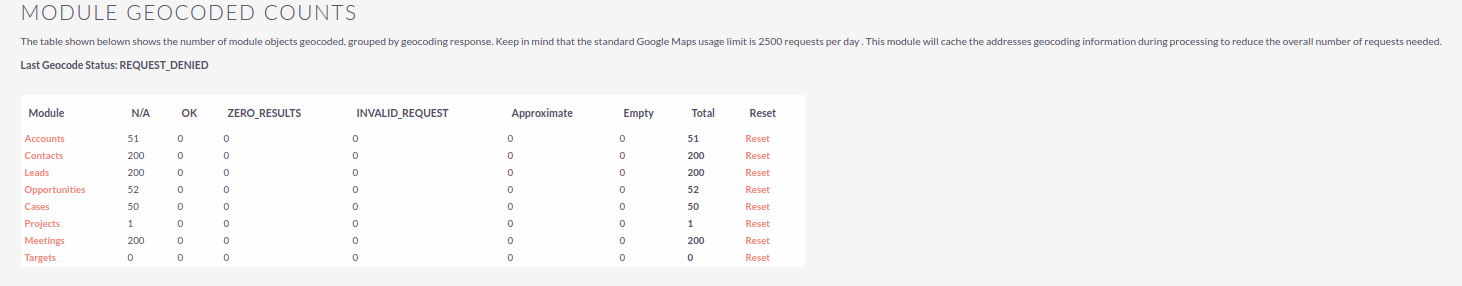 MODULE GEOCODED COUNTS
The table shown belown shows the number of module objects geocoded, grouped by geocoding response. Keep in mind that the standard Google Maps usage limit is 2500 requests per day . This module will cache the addresses geocoding information during processing to reduce the overall number of requests needed.
Last Geocode Status: REQUEST_DENIED
Module N/A OK ZERO_RESULTS INVALID_REQUEST Approximate Empty Total Reset
Accounts 51 0 0 0 0 0 51 Reset
Contacts 200 0 0 0 0 0 200 Reset
Leads 200 0 0 0 0 0 200 Reset
Opportunities 52 0 0 0 0 0 52 Reset
Cases 50 0 0 0 0 0 50 Reset
Projects 1 0 0 0 0 0 1 Reset
Meetings 200 0 0 0 0 0 200 Reset
Targets 0 0 0 0 0 0 0 Reset